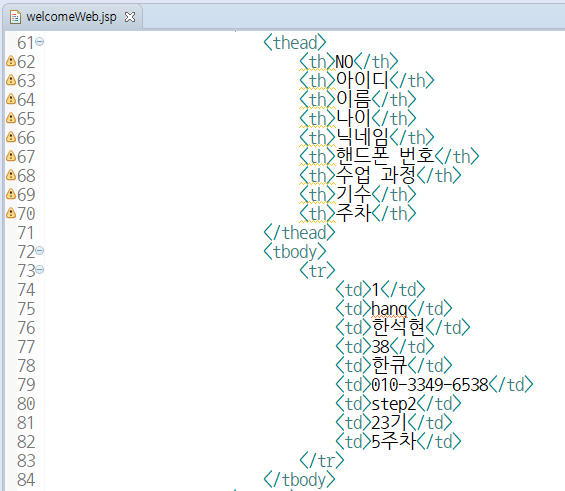 welcomeWeb.jsp
61 <thead>
62 <th>NO</th>
63 <th>아이디</th>
64 <th>이름</th>
65 <th>나이</th>
66 <th>닉네임</th>
67 <th>핸드폰 번호</th>
68 <th>수업 과정</th>
69 <th>기수</th>
70 <th>주차</th>
71 </thead>
72 <tbody>
73 <tr>
74 <td>1</td>
75 <td>hanq</td>
76 <td>한석현</td>
77 <td>38</td>
78 <td>한큐</td>
79 <td>010-3349-6538</td>
80 <td>step2</td>
81 <td>23기</td>
82 <td>5주차</td>
83 </tr>
84 </tbody>